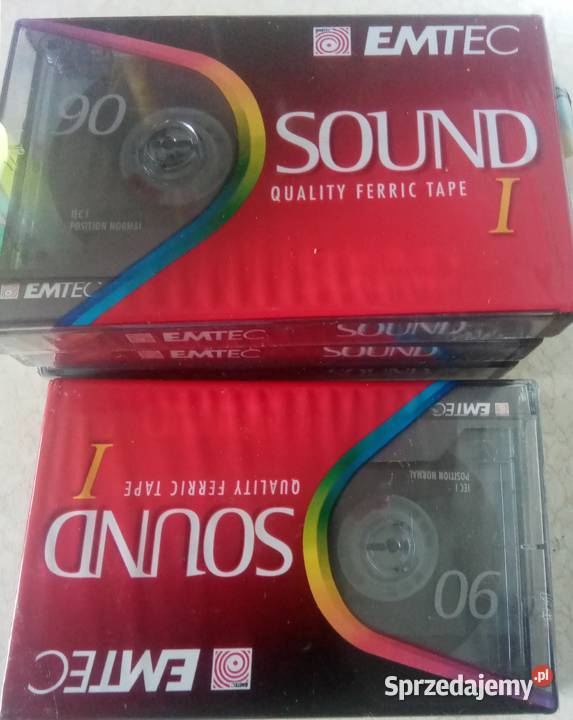 EMTEC
90
SOUND
QUALITY FERRIC TAPE
I
IEC I
POSITION NORMAL
EMTEC
EMTEC SOUND
EMTEC SOUND
SOUND
EMTEC
IEC I
POSITION NORMAL
I
QUALITY FERRIC TAPE
SOUND
90
EMTEC
Sprzedajemy.pl